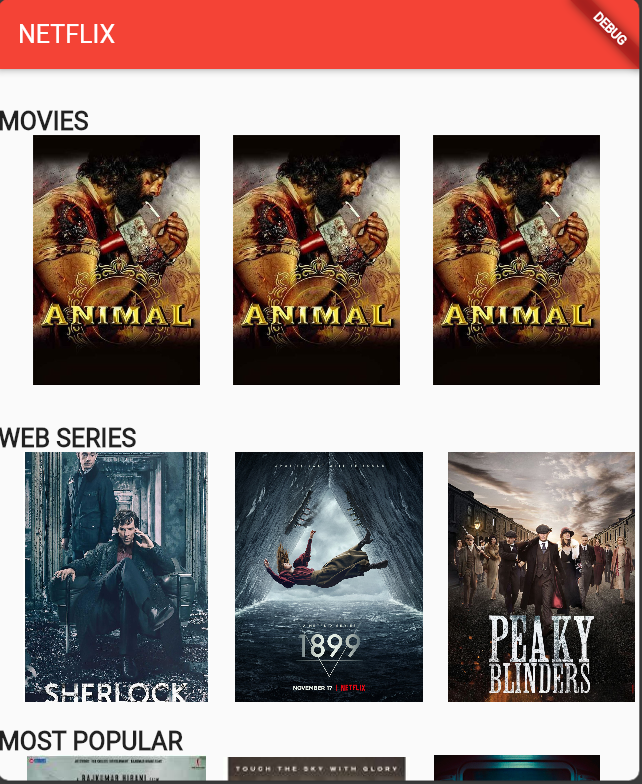 NETFLIX
DEBUG
MOVIES
ANIMAL ANIMAL ANIMAL
WEB SERIES
SHERLOCK
1899
NOVEMBER 17 | NETFLIX
PEAKY
BLINDERS
MOST POPULAR
A RAJKUMAR HIRANI FILM
TOUCH THE SKY WITH GLORY